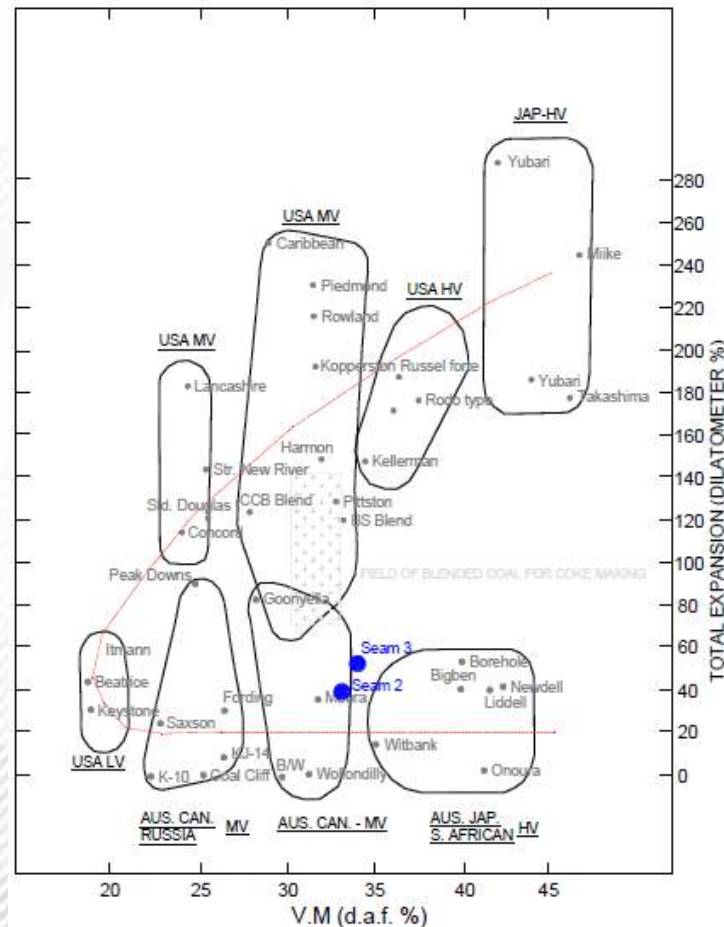 JAP-HV
Yubari
USA MV
Caribbean
Miike
Piedmond
USA HV
Rowland
USA MV
Kopperston
Russel forte
Lancashire
Yubari
Rodo type
Takashima
Harmon
Kellerman
Str. New River
CCB Blend
Pittston
Std. Douglas
BS Blend
Concord
Peak Downs
FIELD OF BLENDED COAL FOR COKE MAKING
Goonyella
Itmann
Seam 3
Borehole
Beatrice
Seam 2
Bigben
Newdell
Fording
Moura
Liddell
Keystone
Saxson
Witbank
USA LV
KJ-14
B/W
K-10
Coal Cliff
Wollondilly
Onoura
AUS. CAN.
RUSSIA
MV
AUS. CAN. - MV
AUS. JAP.
S. AFRICAN
HV
280
260
240
220
200
180
160
140
120
100
80
60
40
20
0
TOTAL EXPANSION (DILATOMETER %)
20 25 30 35 40 45
V.M (d.a.f. %)